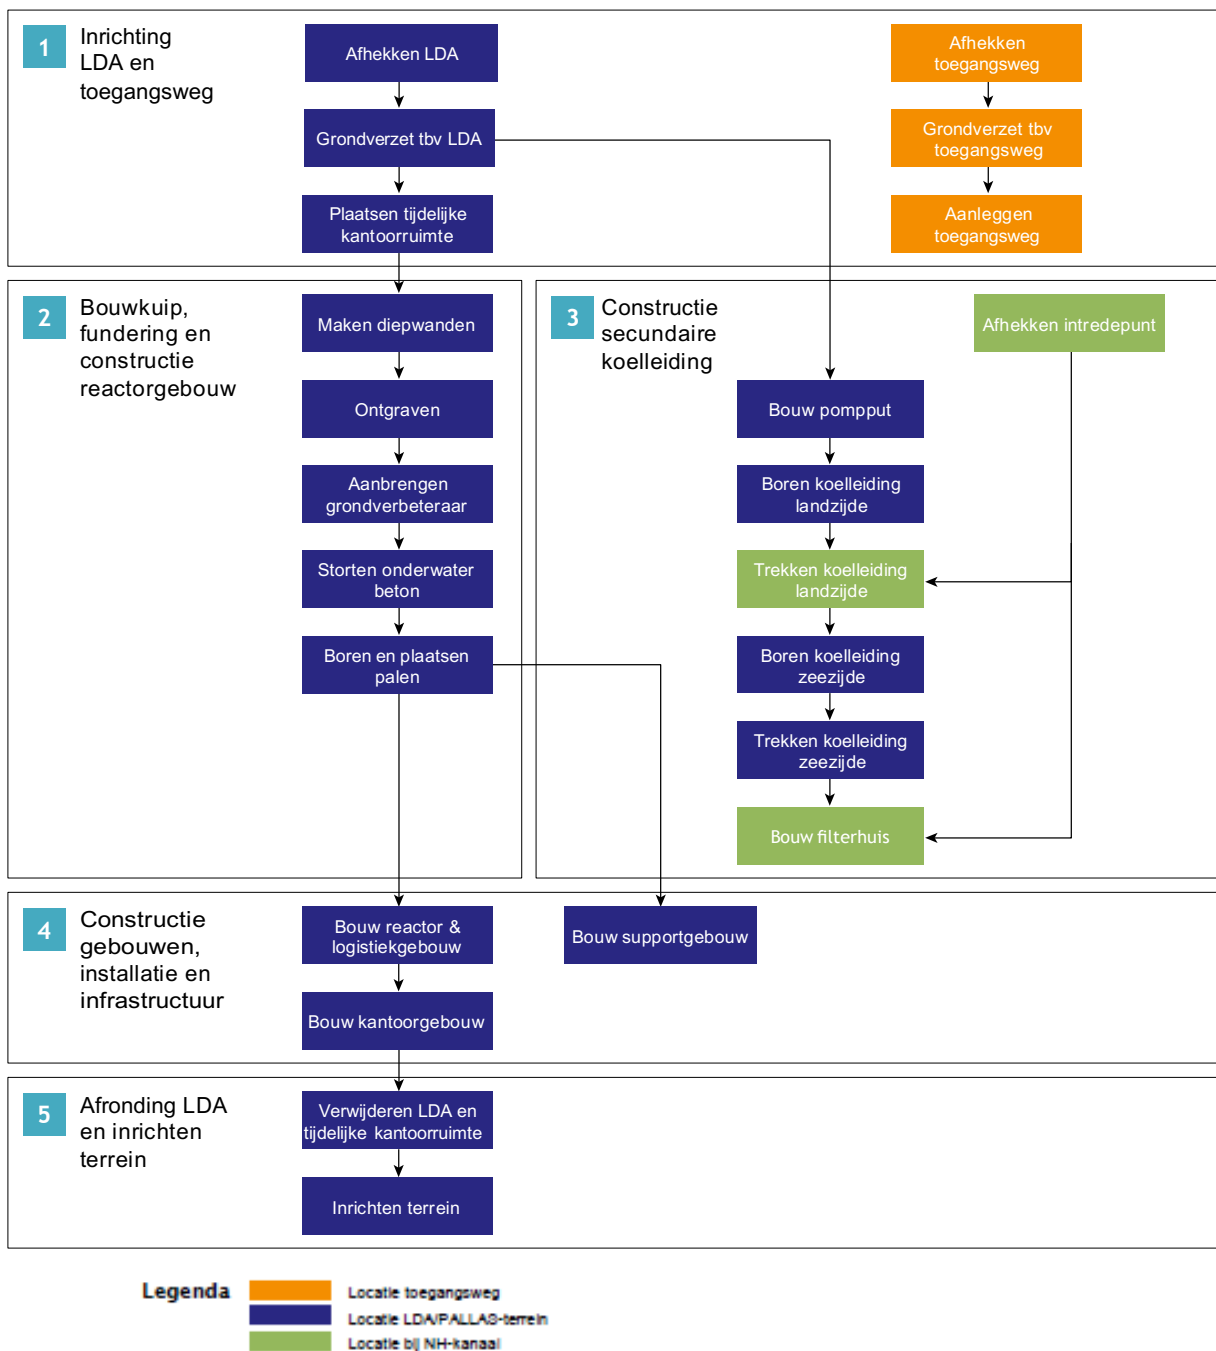 1
Inrichting
LDA en
toegangsweg
Afhekken LDA
Grondverzet tbv LDA
Plaatsen tijdelijke
kantoorruimte
Afhekken
toegangsweg
Grondverzet tbv
toegangsweg
Aanleggen
toegangsweg
2
Bouwkuip,
fundering en
constructie
reactorgebouw
Maken diepwanden
Ontgraven
Aanbrengen
grondverbeteraar
Storten onderwater
beton
Boren en plaatsen
palen
3
Constructie
secundaire
koelleiding
Afhekken intredepunt
Bouw pompput
Boren koelleiding
landzijde
Trekken koelleiding
landzijde
Boren koelleiding
zeezijde
Trekken koelleiding
zeezijde
Bouw filterhuis
4
Constructie
gebouwen,
installatie en
infrastructuur
Bouw reactor &
logistiekgebouw
Bouw supportgebouw
Bouw kantoorgebouw
5
Afronding LDA
en inrichten
terrein
Verwijderen LDA en
tijdelijke kantoorruimte
Inrichten terrein
Legenda
Locatie toegangsweg
Locatie LDA/PALLAS-terrein
Locatie bij NH-kanaal